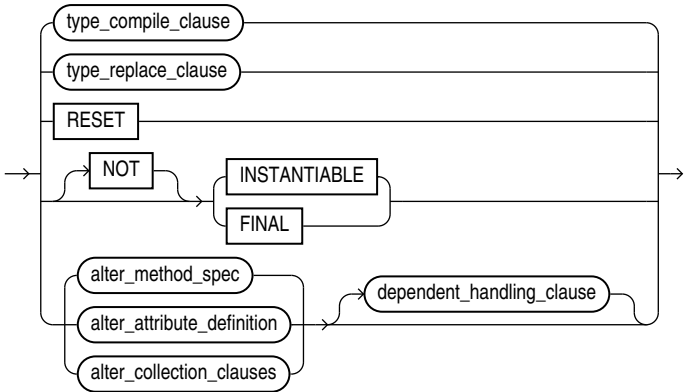 type_compile_clause
type_replace_clause
RESET
NOT
INSTANTIABLE
FINAL
alter_method_spec
dependent_handling_clause
alter_attribute_definition
alter_collection_clauses